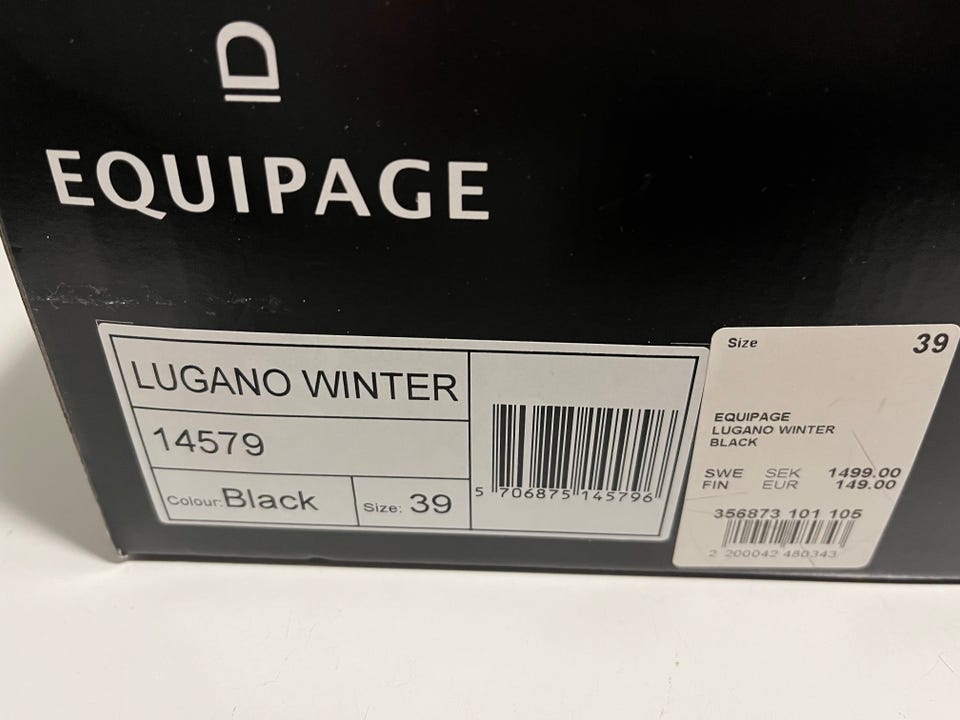 EQUIPAGE
LUGANO WINTER
14579
Colour: Black
Size: 39
5 706875 145796
Size 39
EQUIPAGE
LUGANO WINTER
BLACK
SWE SEK 1499.00
FIN EUR 149.00
356873 101 105
2 200042 480343